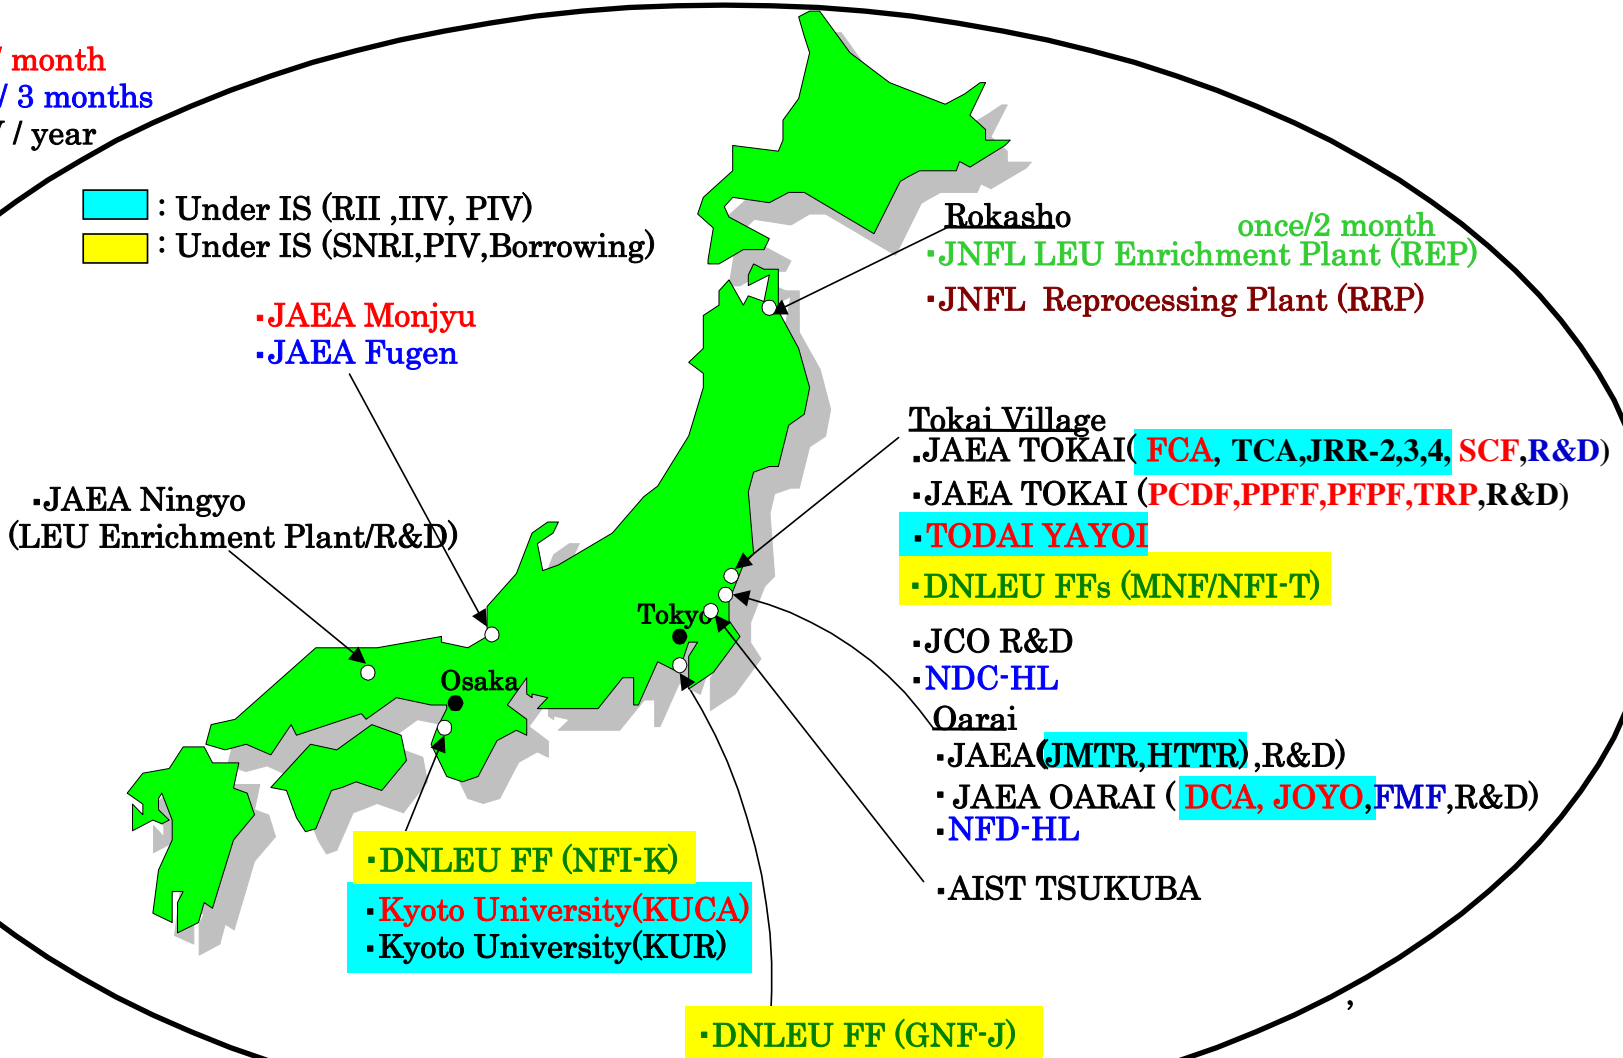 / month
/ 3 months
/ year
: Under IS (RII ,IIV, PIV)
: Under IS (SNRI,PIV,Borrowing)
Rokasho
once/2 month
·JNFL LEU Enrichment Plant (REP)
·JNFL Reprocessing Plant (RRP)
·JAEA Monjyu
·JAEA Fugen
·JAEA Ningyo
(LEU Enrichment Plant/R&D)
Tokai Village
·JAEA TOKAI( FCA, TCA,JRR-2,3,4, SCF,R&D)
·JAEA TOKAI (PCDF,PPFF,PFPF,TRP,R&D)
·TODAI YAYOI
·DNLEU FFs (MNF/NFI-T)
·JCO R&D
·NDC-HL
Tokyo
Osaka
Oarai
·JAEA(JMTR,HTTR) ,R&D)
·JAEA OARAI ( DCA, JOYO,FMF,R&D)
·NFD-HL
·AIST TSUKUBA
·DNLEU FF (NFI-K)
·Kyoto University(KUCA)
·Kyoto University(KUR)
·DNLEU FF (GNF-J)
,